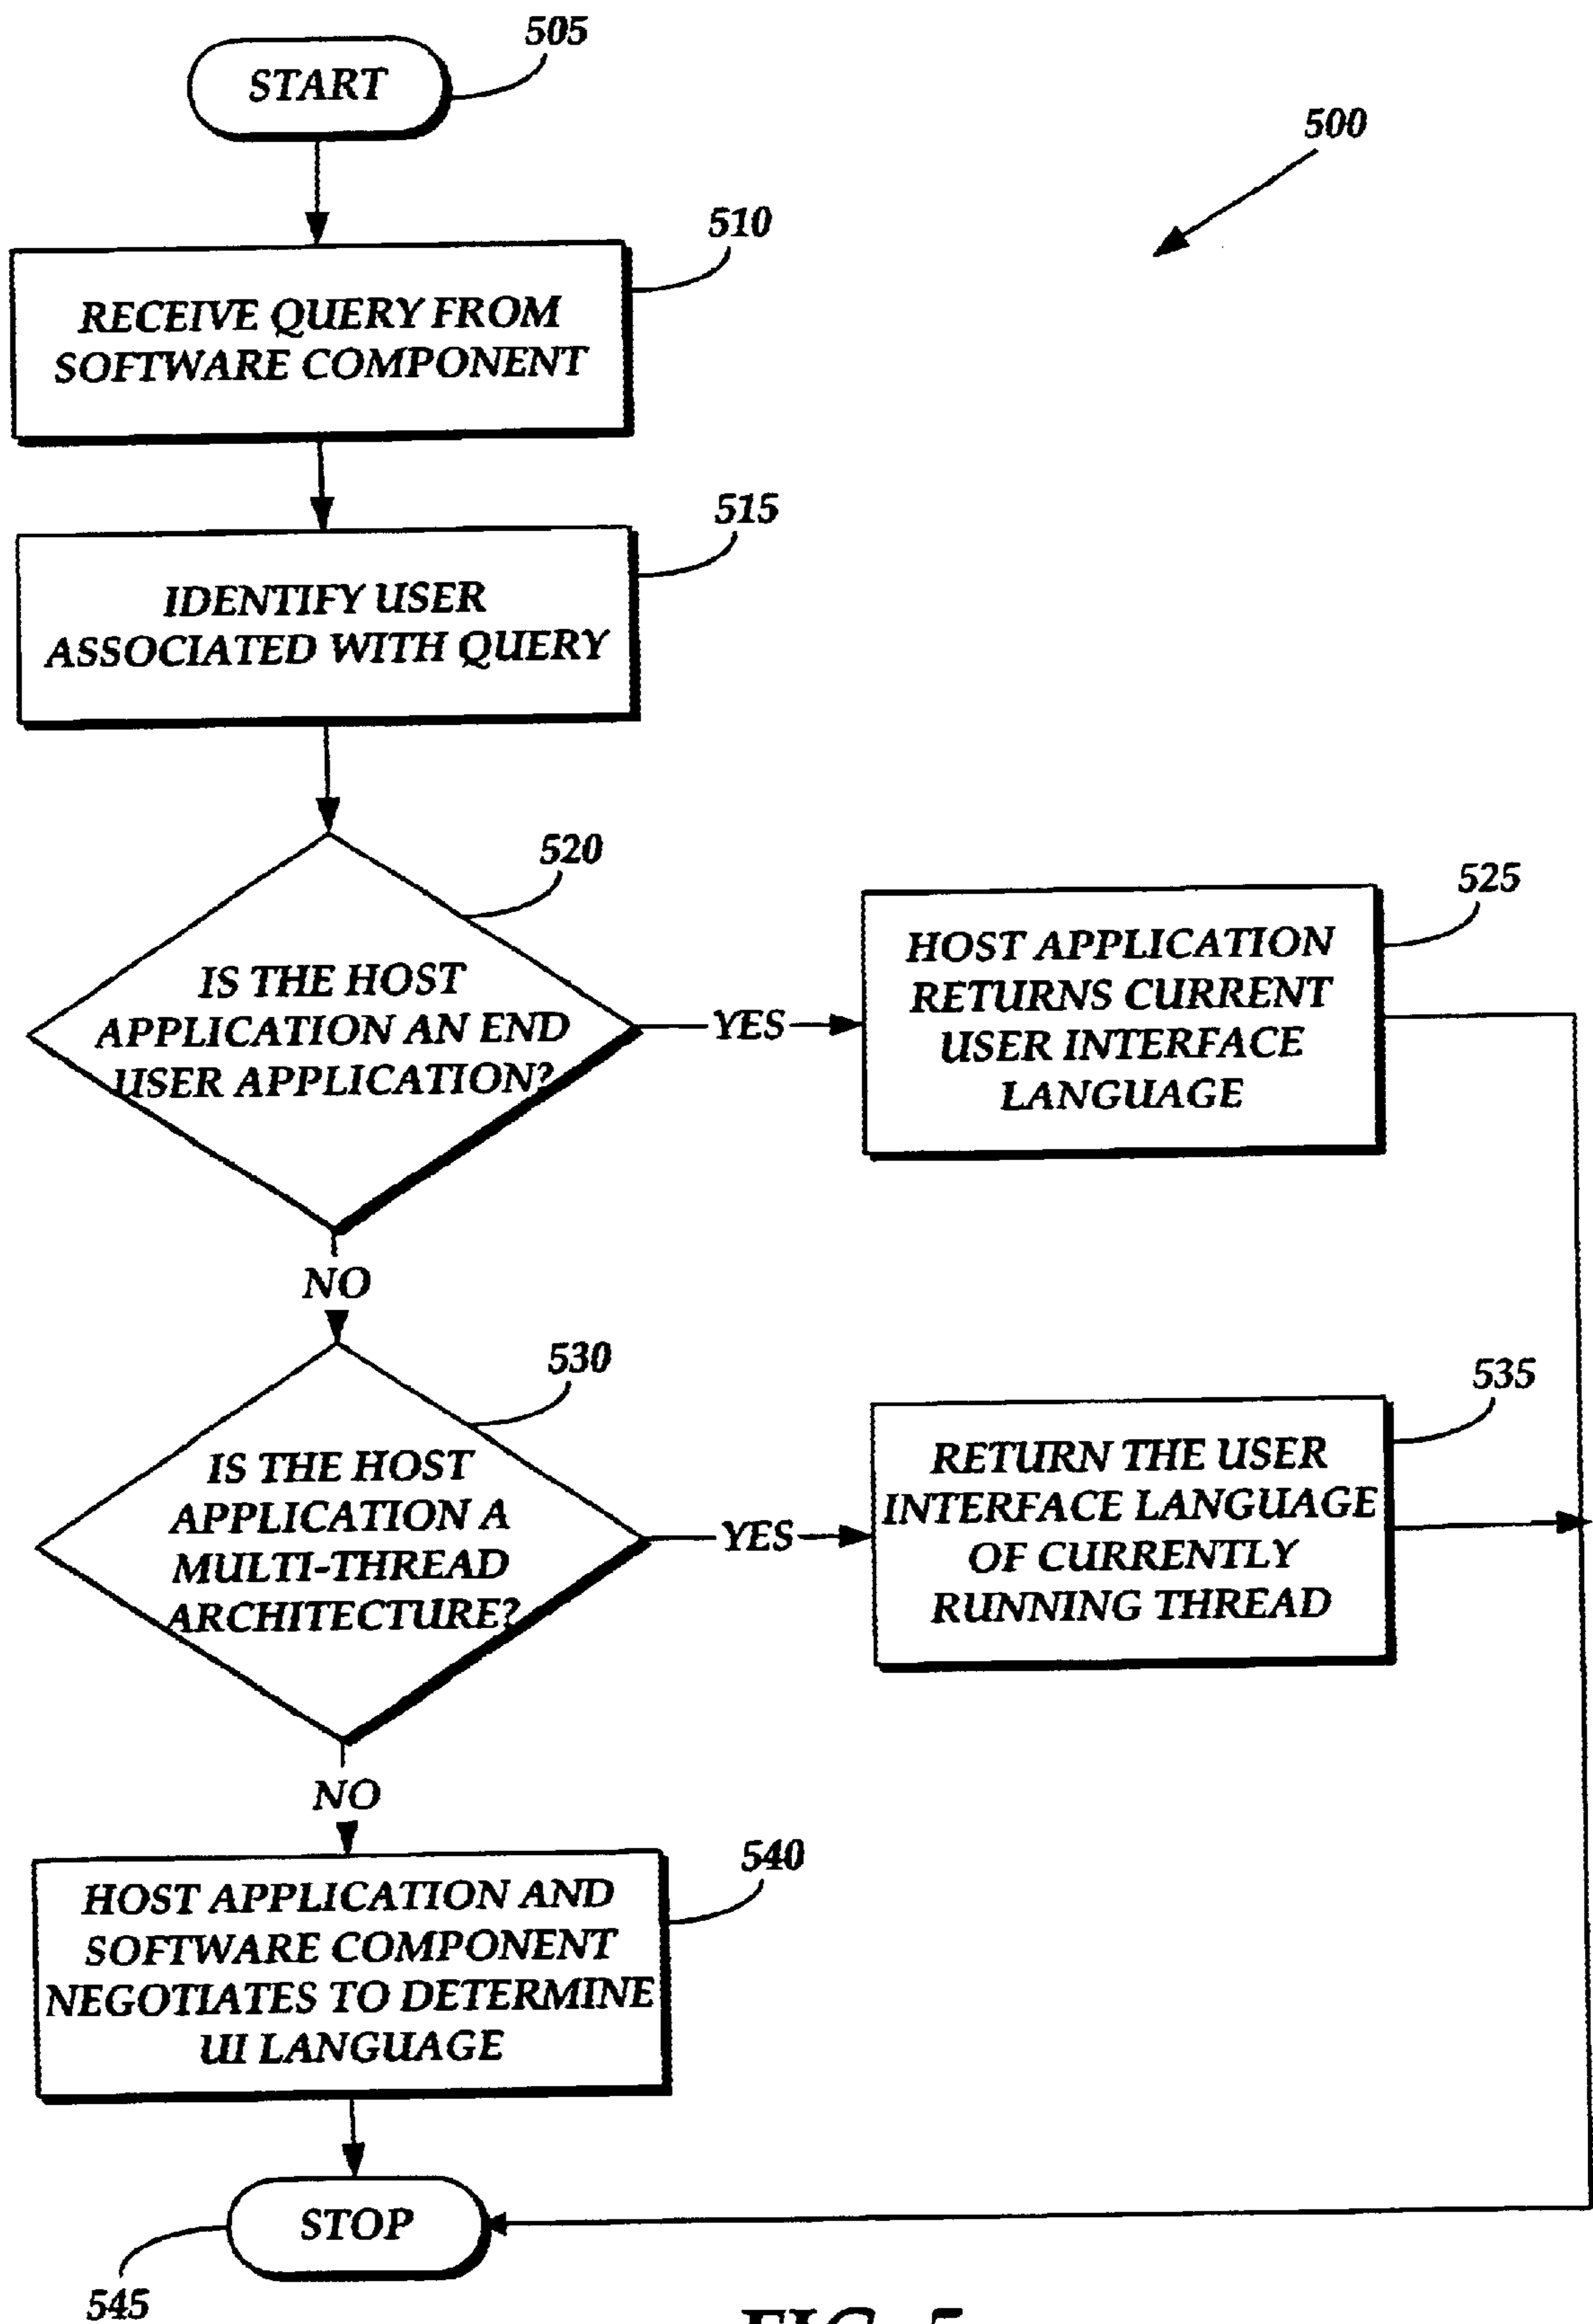 505
START
500
510
RECEIVE QUERY FROM
SOFTWARE COMPONENT
515
IDENTIFY USER
ASSOCIATED WITH QUERY
520
IS THE HOST
APPLICATION AN END
USER APPLICATION?
YES
525
HOST APPLICATION
RETURNS CURRENT
USER INTERFACE
LANGUAGE
NO
530
IS THE HOST
APPLICATION A
MULTI-THREAD
ARCHITECTURE?
YES
535
RETURN THE USER
INTERFACE LANGUAGE
OF CURRENTLY
RUNNING THREAD
NO
540
HOST APPLICATION AND
SOFTWARE COMPONENT
NEGOTIATES TO DETERMINE
UI LANGUAGE
STOP
545
FIG. 5